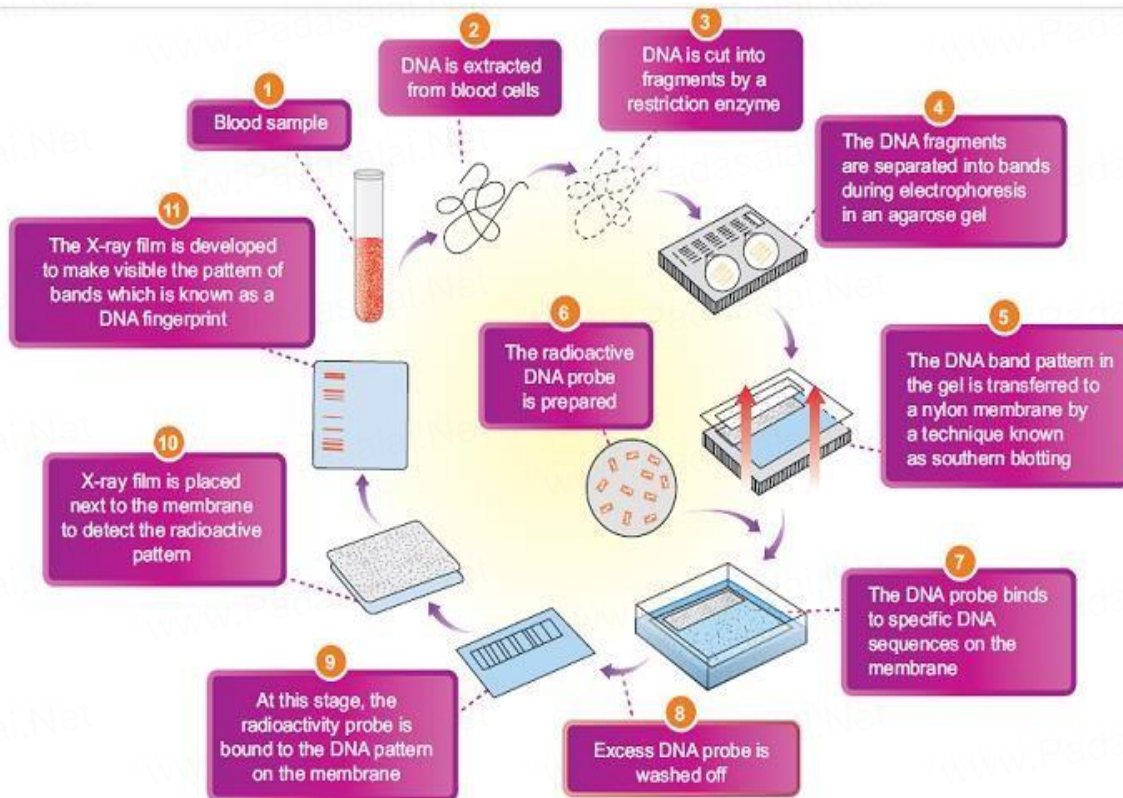 1
Blood sample
2
DNA is extracted
from blood cells
3
DNA is cut into
fragments by a
restriction enzyme
4
The DNA fragments
are separated into bands
during electrophoresis
in an agarose gel
5
The DNA band pattern in
the gel is transferred to
a nylon membrane by
a technique known
as southern blotting
6
The radioactive
DNA probe
is prepared
7
The DNA probe binds
to specific DNA
sequences on the
membrane
8
Excess DNA probe is
washed off
9
At this stage, the
radioactivity probe is
bound to the DNA pattern
on the membrane
10
X-ray film is placed
next to the membrane
to detect the radioactive
pattern
11
The X-ray film is developed
to make visible the pattern of
bands which is known as a
DNA fingerprint
www.Padasalai.Net